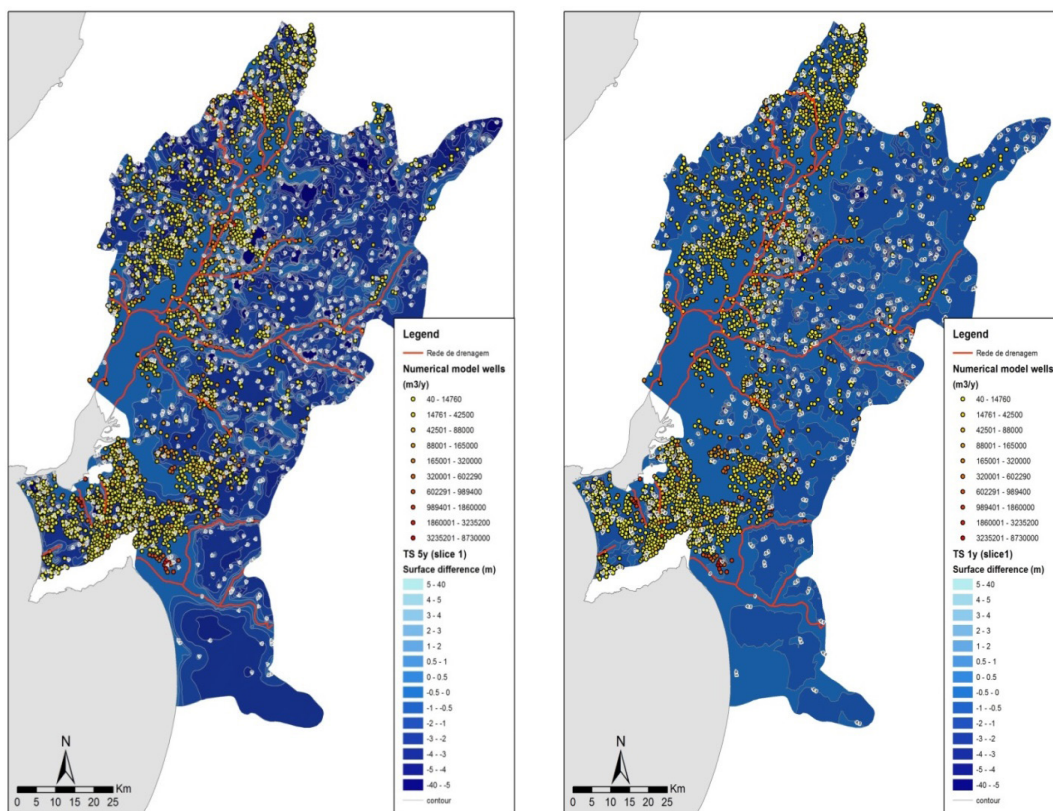 Legend
Rede de drenagem
Numerical model wells
(m3/y)
40 - 14760
14761 - 42500
42501 - 88000
88001 - 165000
165001 - 320000
320001 - 602290
602291 - 989400
989401 - 1860000
1860001 - 3235200
3235201 - 8730000
TS 5y (slice 1)
Surface difference (m)
5 - 40
4 - 5
3 - 4
2 - 3
1 - 2
0.5 - 1
0 - 0.5
-0.5 - 0
-1 - -0.5
-2 - -1
-3 - -2
-4 - -3
-5 - -4
-40 - -5
contour
N
Km
0 5 10 15 20 25
Legend
Rede de drenagem
Numerical model wells
(m3/y)
40 - 14760
14761 - 42500
42501 - 88000
88001 - 165000
165001 - 320000
320001 - 602290
602291 - 989400
989401 - 1860000
1860001 - 3235200
3235201 - 8730000
TS 1y (slice1)
Surface difference (m)
5 - 40
4 - 5
3 - 4
2 - 3
1 - 2
0.5 - 1
0 - 0.5
-0.5 - 0
-1 - -0.5
-2 - -1
-3 - -2
-4 - -3
-5 - -4
-40 - -5
contour
N
Km
0 5 10 15 20 25